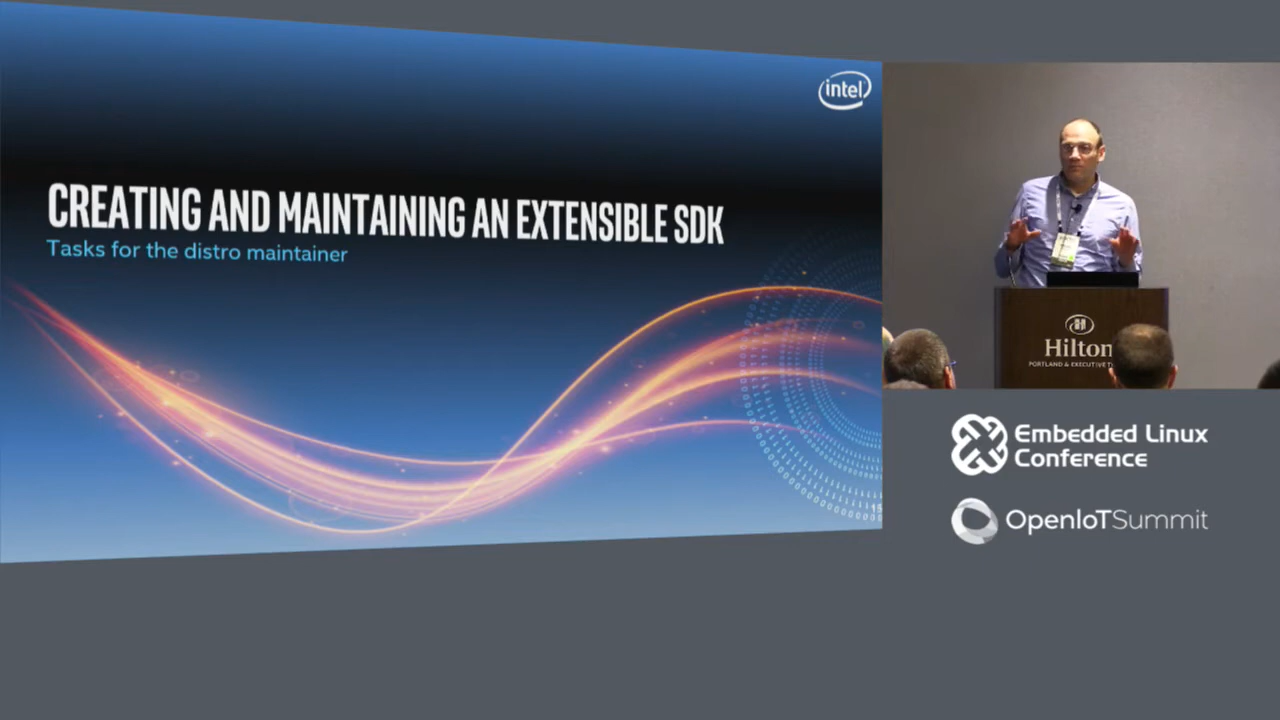 intel
CREATING AND MAINTAINING AN EXTENSIBLE SDK
Tasks for the distro maintainer
Hilton
Embedded Linux
Conference
OpenIoTSummit